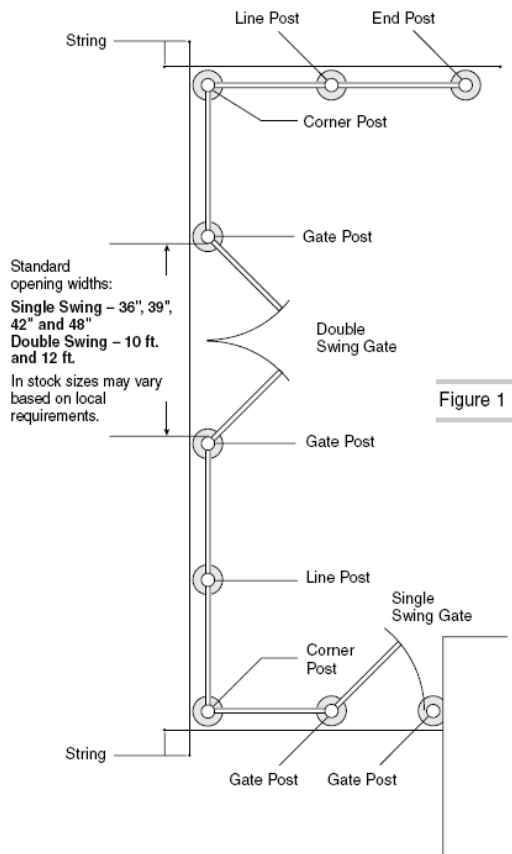 Line Post
End Post
String
Corner Post
Gate Post
Standard
opening widths:
Single Swing – 36", 39",
42" and 48"
Double Swing – 10 ft.
and 12 ft.
In stock sizes may vary
based on local
requirements.
Double
Swing Gate
Figure 1
Gate Post
Line Post
Single
Swing Gate
Corner
Post
String
Gate Post
Gate Post